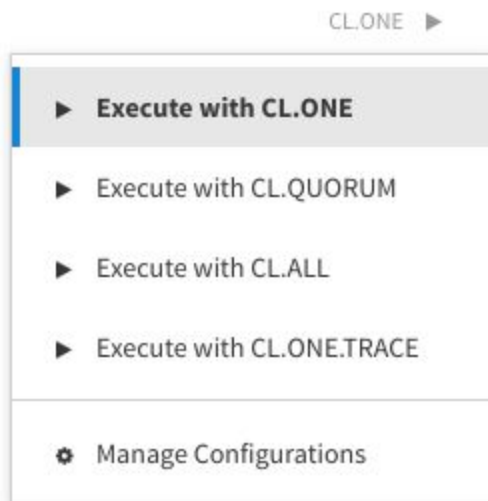 CL.ONE
Execute with CL.ONE
Execute with CL.QUORUM
Execute with CL.ALL
Execute with CL.ONE.TRACE
Manage Configurations